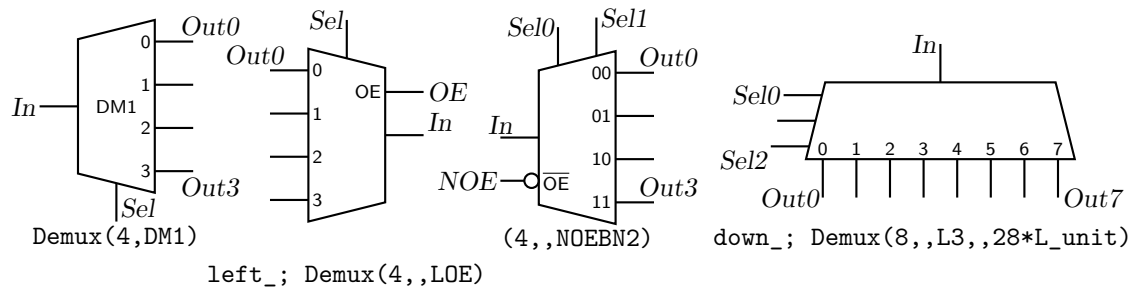 Out0
0
1
In
DM1
2
3
Out3
Sel
Demux(4,DM1)
Sel
Out0
0
OE
OE
1
In
2
3
left_; Demux(4,,LOE)
Sel0
Sel1
00
Out0
01
In
10
NOE
OE
11
Out3
(4,,NOEBN2)
In
Sel0
Sel2
0 1 2 3 4 5 6 7
Out0
Out7
down_; Demux(8,,L3,,28*L_unit)